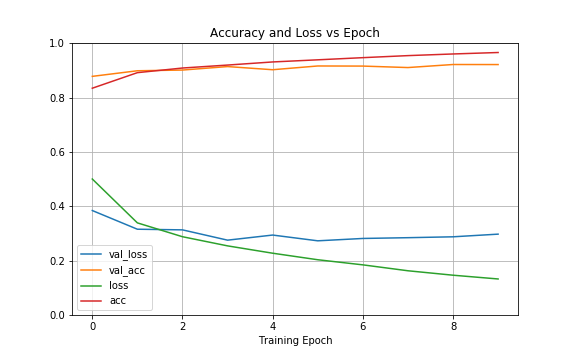 Accuracy and Loss vs Epoch
1.0
0.8
0.6
0.4
0.2
0.0
val_loss
val_acc
loss
acc
0 2 4 6 8
Training Epoch